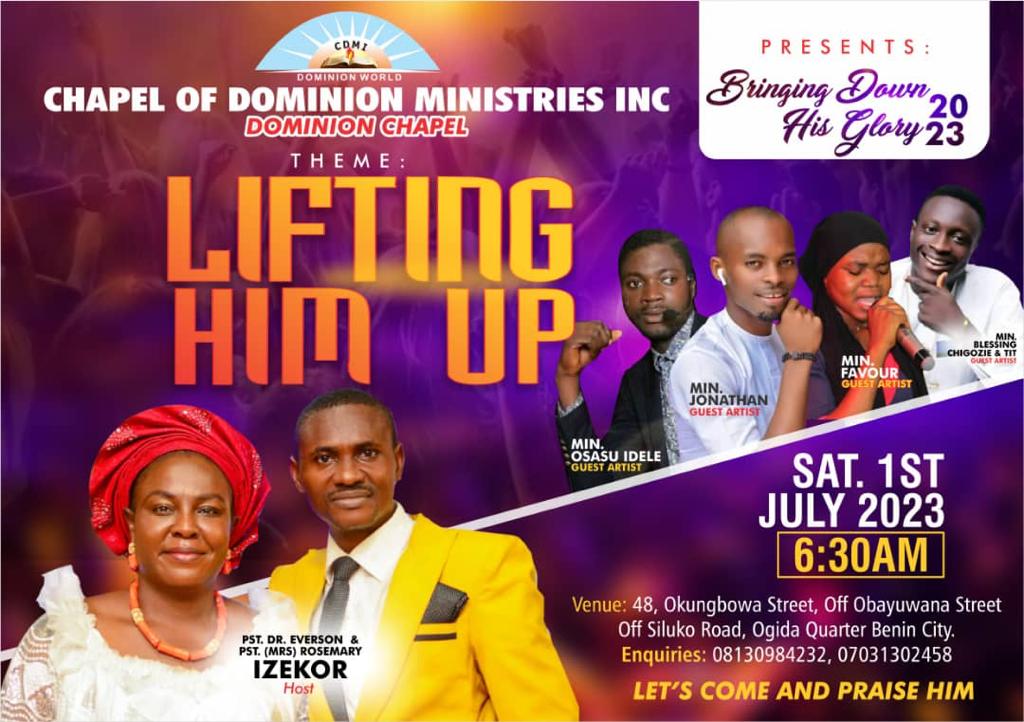 CDMI
DOMINION WORLD
CHAPEL OF DOMINION MINISTRIES INC
DOMINION CHAPEL
PRESENTS:
Bringing Down
His Glory
20
23
THEME:
LIFTING
HIM UP
MIN.
OSASU IDELE
GUEST ARTIST
MIN.
JONATHAN
GUEST ARTIST
MIN.
FAVOUR
GUEST ARTIST
MIN.
BLESSING
CHIGOZIE & TIT
GUEST ARTIST
SAT. 1ST
JULY 2023
6:30AM
PST. DR. EVERSON &
PST. (MRS) ROSEMARY
IZEKOR
Host
Venue: 48, Okungbowa Street, Off Obayuwana Street
Off Siluko Road, Ogida Quarter Benin City.
Enquiries: 08130984232, 07031302458
LET'S COME AND PRAISE HIM